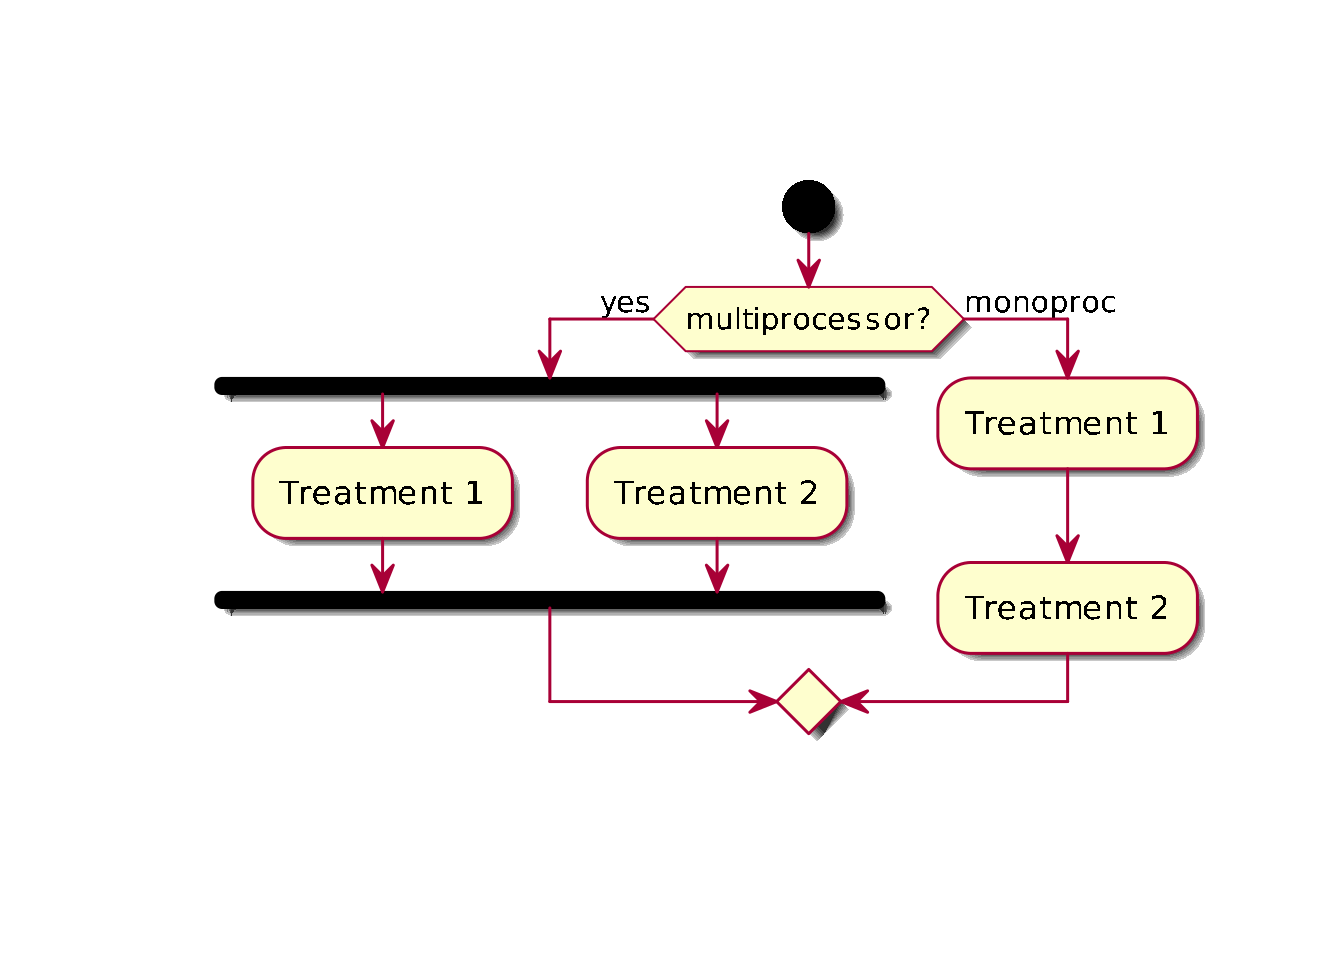 yes
multiprocessor?
monoproc
Treatment 1
Treatment 2
Treatment 1
Treatment 2